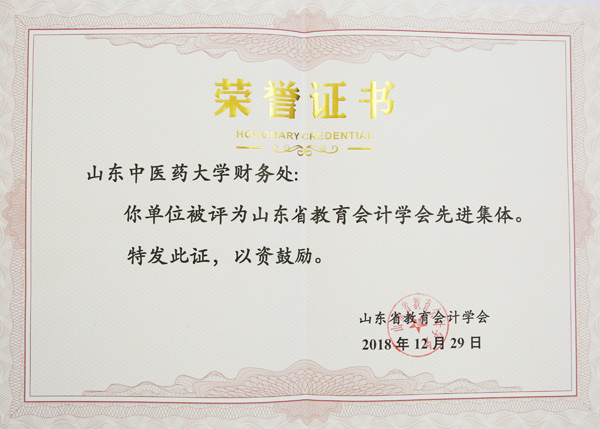 荣誉证书
HONORARY CREDENTIAL
山东中医药大学财务处:
你单位被评为山东省教育会计学会先进集体。
特发此证，以资鼓励。
山东省教育会计学会
2018年12月29日